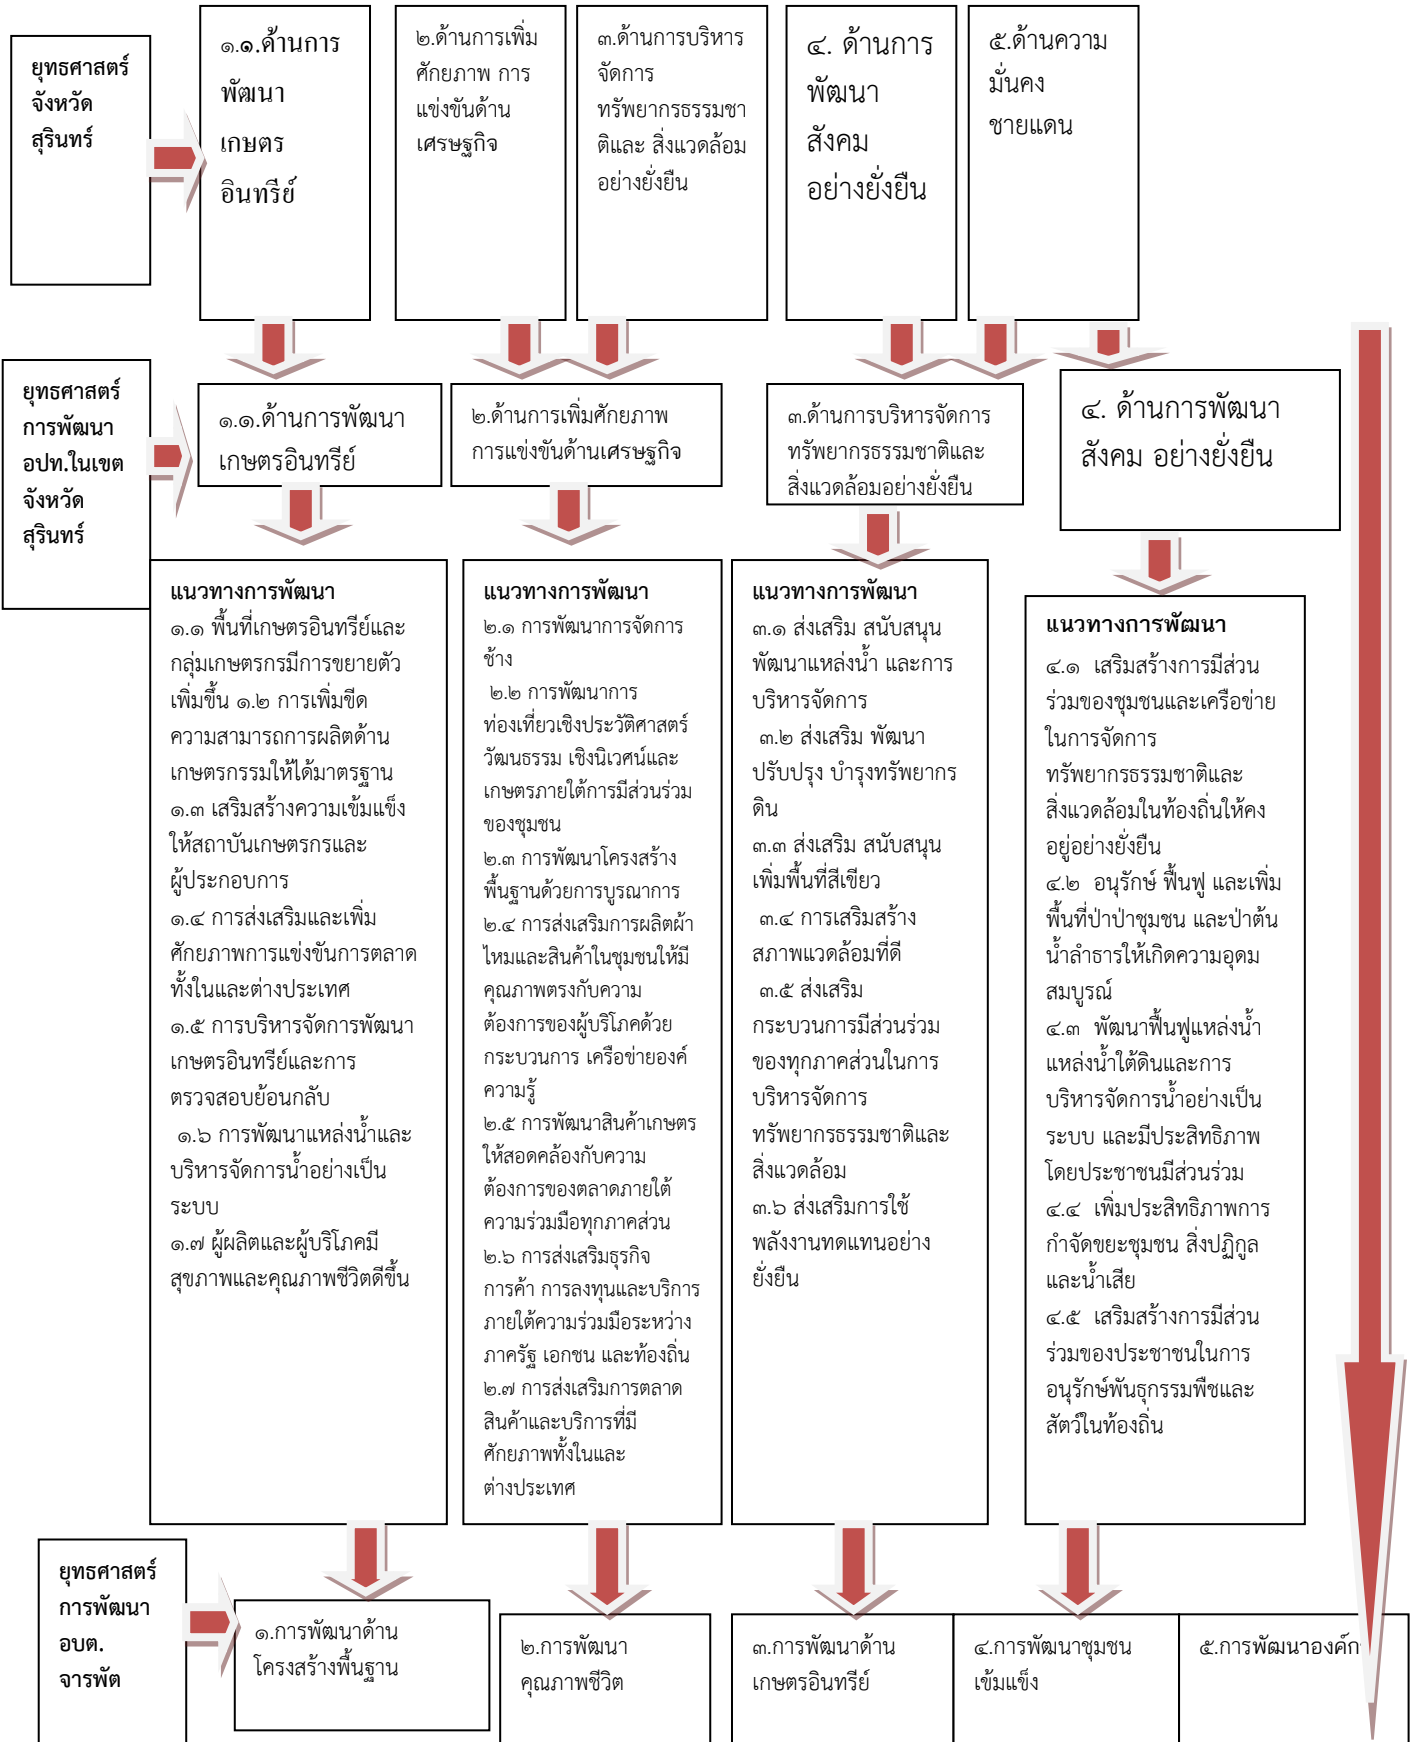 ยุทธศาสตร์
จังหวัด
สุรินทร์
๑.๑.ด้านการ
พัฒนา
เกษตร
อินทรีย์
๒.ด้านการเพิ่ม
ศักยภาพ การ
แข่งขันด้าน
เศรษฐกิจ
๓.ด้านการบริหาร
จัดการ
ทรัพยากรธรรมชา
ติและ สิ่งแวดล้อม
อย่างยั่งยืน
๔. ด้านการ
พัฒนา
สังคม
อย่างยั่งยืน
๕.ด้านความ
มั่นคง
ชายแดน
ยุทธศาสตร์
การพัฒนา
อปท.ในเขต
จังหวัด
สุรินทร์
๑.๑.ด้านการพัฒนา
เกษตรอินทรีย์
๒.ด้านการเพิ่มศักยภาพ
การแข่งขันด้านเศรษฐกิจ
๓.ด้านการบริหารจัดการ
ทรัพยากรธรรมชาติและ
สิ่งแวดล้อมอย่างยั่งยืน
๔. ด้านการพัฒนา
สังคม อย่างยั่งยืน
แนวทางการพัฒนา
๑.๑ พื้นที่เกษตรอินทรีย์และ
กลุ่มเกษตรกรมีการขยายตัว
เพิ่มขึ้น ๑.๒ การเพิ่มขีด
ความสามารถการผลิตด้าน
เกษตรกรรมให้ได้มาตรฐาน
๑.๓ เสริมสร้างความเข้มแข็ง
ให้สถาบันเกษตรกรและ
ผู้ประกอบการ
๑.๔ การส่งเสริมและเพิ่ม
ศักยภาพการแข่งขันการตลาด
ทั้งในและต่างประเทศ
๑.๕ การบริหารจัดการพัฒนา
เกษตรอินทรีย์และการ
ตรวจสอบย้อนกลับ
๑.๖ การพัฒนาแหล่งน้ำและ
บริหารจัดการน้ำอย่างเป็น
ระบบ
๑.๗ ผู้ผลิตและผู้บริโภคมี
สุขภาพและคุณภาพชีวิตดีขึ้น
แนวทางการพัฒนา
๒.๑ การพัฒนาการจัดการ
ช้าง
๒.๒ การพัฒนาการ
ท่องเที่ยวเชิงประวัติศาสตร์
วัฒนธรรม เชิงนิเวศน์และ
เกษตรภายใต้การมีส่วนร่วม
ของชุมชน
๒.๓ การพัฒนาโครงสร้าง
พื้นฐานด้วยการบูรณาการ
๒.๔ การส่งเสริมการผลิตผ้า
ไหมและสินค้าในชุมชนให้มี
คุณภาพตรงกับความ
ต้องการของผู้บริโภคด้วย
กระบวนการ เครือข่ายองค์
ความรู้
๒.๕ การพัฒนาสินค้าเกษตร
ให้สอดคล้องกับความ
ต้องการของตลาดภายใต้
ความร่วมมือทุกภาคส่วน
๒.๖ การส่งเสริมธุรกิจ
การค้า การลงทุนและบริการ
ภายใต้ความร่วมมือระหว่าง
ภาครัฐ เอกชน และท้องถิ่น
๒.๗ การส่งเสริมการตลาด
สินค้าและบริการที่มี
ศักยภาพทั้งในและ
ต่างประเทศ
แนวทางการพัฒนา
๓.๑ ส่งเสริม สนับสนุน
พัฒนาแหล่งน้ำ และการ
บริหารจัดการ
๓.๒ ส่งเสริม พัฒนา
ปรับปรุง บำรุงทรัพยากร
ดิน
๓.๓ ส่งเสริม สนับสนุน
เพิ่มพื้นที่สีเขียว
๓.๔ การเสริมสร้าง
สภาพแวดล้อมที่ดี
๓.๕ ส่งเสริม
กระบวนการมีส่วนร่วม
ของทุกภาคส่วนในการ
บริหารจัดการ
ทรัพยากรธรรมชาติและ
สิ่งแวดล้อม
๓.๖ ส่งเสริมการใช้
พลังงานทดแทนอย่าง
ยั่งยืน
แนวทางการพัฒนา
๔.๑ เสริมสร้างการมีส่วน
ร่วมของชุมชนและเครือข่าย
ในการจัดการ
ทรัพยากรธรรมชาติและ
สิ่งแวดล้อมในท้องถิ่นให้คง
อยู่อย่างยั่งยืน
๔.๒ อนุรักษ์ ฟื้นฟู และเพิ่ม
พื้นที่ป่าป่าชุมชน และป่าต้น
น้ำลำธารให้เกิดความอุดม
สมบูรณ์
๔.๓ พัฒนาฟื้นฟูแหล่งน้ำ
แหล่งน้ำใต้ดินและการ
บริหารจัดการน้ำอย่างเป็น
ระบบ และมีประสิทธิภาพ
โดยประชาชนมีส่วนร่วม
๔.๔ เพิ่มประสิทธิภาพการ
กำจัดขยะชุมชน สิ่งปฏิกูล
และน้ำเสีย
๔.๕ เสริมสร้างการมีส่วน
ร่วมของประชาชนในการ
อนุรักษ์พันธุกรรมพืชและ
สัตว์ในท้องถิ่น
ยุทธศาสตร์
การพัฒนา
อบต.
จารพัต
๑.การพัฒนาด้าน
โครงสร้างพื้นฐาน
๒.การพัฒนา
คุณภาพชีวิต
๓.การพัฒนาด้าน
เกษตรอินทรีย์
๔.การพัฒนาชุมชน
เข้มแข็ง
๕.การพัฒนาองค์ก